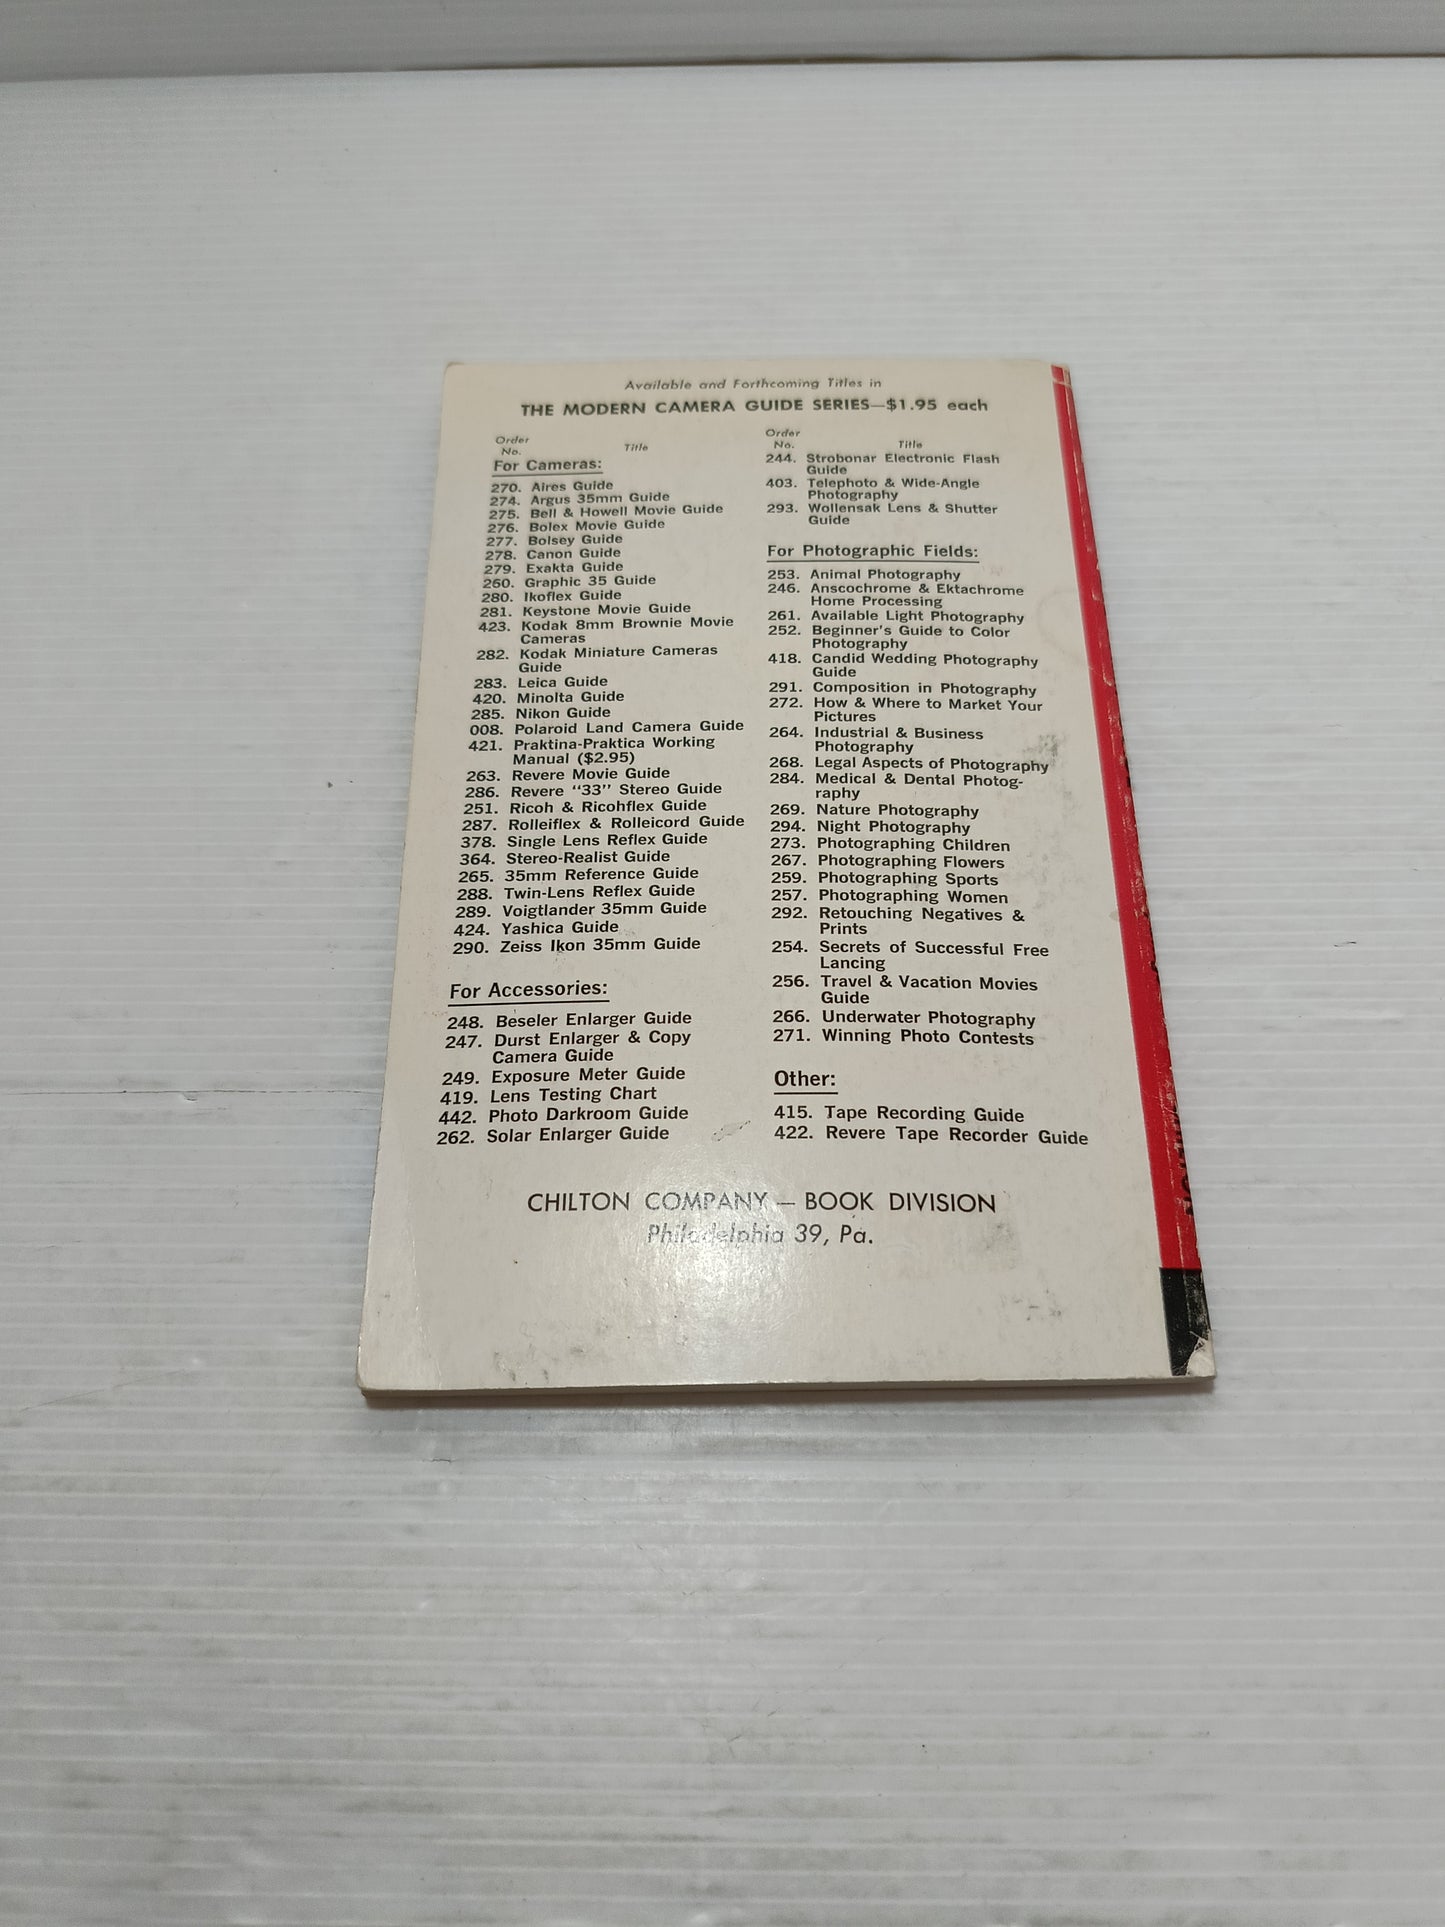 Available and Forthcoming Titles in
THE MODERN CAMERA GUIDE SERIES—$1.95 each
Order
No. Title
For Cameras:
270. Aires Guide
274. Argus 35mm Guide
275. Bell & Howell Movie Guide
276. Bolex Movie Guide
277. Bolsey Guide
278. Canon Guide
279. Exakta Guide
260. Graphic 35 Guide
280. Ikoflex Guide
281. Keystone Movie Guide
423. Kodak 8mm Brownie Movie
Cameras
282. Kodak Miniature Cameras
Guide
283. Leica Guide
420. Minolta Guide
285. Nikon Guide
008. Polaroid Land Camera Guide
421. Praktina-Praktica Working
Manual ($2.95)
263. Revere Movie Guide
286. Revere "33" Stereo Guide
251. Ricoh & Ricohflex Guide
287. Rolleiflex & Rolleicord Guide
378. Single Lens Reflex Guide
364. Stereo-Realist Guide
265. 35mm Reference Guide
288. Twin-Lens Reflex Guide
289. Voigtlander 35mm Guide
424. Yashica Guide
290. Zeiss Ikon 35mm Guide
For Accessories:
248. Beseler Enlarger Guide
247. Durst Enlarger & Copy
Camera Guide
249. Exposure Meter Guide
419. Lens Testing Chart
442. Photo Darkroom Guide
262. Solar Enlarger Guide
Order
No. Title
244. Strobonar Electronic Flash
Guide
403. Telephoto & Wide-Angle
Photography
293. Wollensak Lens & Shutter
Guide
For Photographic Fields:
253. Animal Photography
246. Anscochrome & Ektachrome
Home Processing
261. Available Light Photography
252. Beginner's Guide to Color
Photography
418. Candid Wedding Photography
Guide
291. Composition in Photography
272. How & Where to Market Your
Pictures
264. Industrial & Business
Photography
268. Legal Aspects of Photography
284. Medical & Dental Photog-
raphy
269. Nature Photography
294. Night Photography
273. Photographing Children
267. Photographing Flowers
259. Photographing Sports
257. Photographing Women
292. Retouching Negatives &
Prints
254. Secrets of Successful Free
Lancing
256. Travel & Vacation Movies
Guide
266. Underwater Photography
271. Winning Photo Contests
Other:
415. Tape Recording Guide
422. Revere Tape Recorder Guide
CHILTON COMPANY — BOOK DIVISION
Philadelphia 39, Pa.